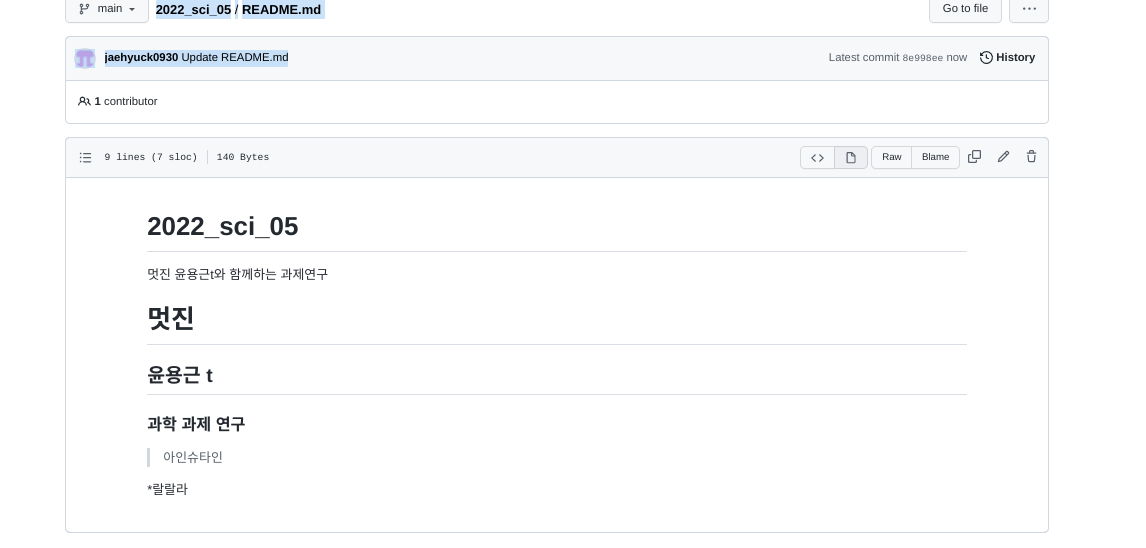 main
2022_sci_05 / README.md
Go to file
...
jaehyuck0930 Update README.md
Latest commit 8e998ee now
History
1 contributor
9 lines (7 sloc)
140 Bytes
<>
Raw
Blame
2022_sci_05
멋진 윤용근t와 함께하는 과제연구
멋진
윤용근 t
과학 과제 연구
아인슈타인
*랄랄라